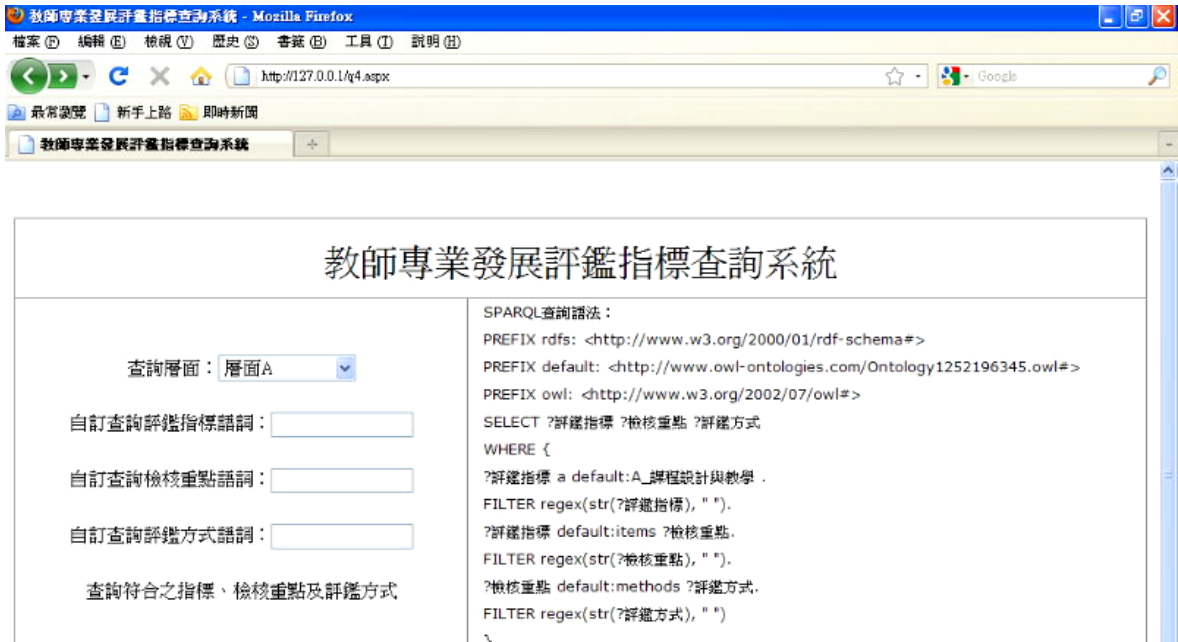 教師專業發展評鑑指標查詢系統 - Mozilla Firefox
檔案(F) 編輯(E) 檢視(V) 歷史(S) 書籤(B) 工具(T) 說明(H)
http://127.0.0.1/q4.aspx
Google
最常瀏覽 新手上路 即時新聞
教師專業發展評鑑指標查詢系統
教師專業發展評鑑指標查詢系統
查詢層面：層面A
自訂查詢評鑑指標語詞：
自訂查詢檢核重點語詞：
自訂查詢評鑑方式語詞：
查詢符合之指標、檢核重點及評鑑方式
SPARQL查詢語法：
PREFIX rdfs: <http://www.w3.org/2000/01/rdf-schema#>
PREFIX default: <http://www.owl-ontologies.com/Ontology1252196345.owl#>
PREFIX owl: <http://www.w3.org/2002/07/owl#>
SELECT ?評鑑指標 ?檢核重點 ?評鑑方式
WHERE {
?評鑑指標 a default:A_課程設計與教學 .
FILTER regex(str(?評鑑指標), " ").
?評鑑指標 default:items ?檢核重點.
FILTER regex(str(?檢核重點), " ").
?檢核重點 default:methods ?評鑑方式.
FILTER regex(str(?評鑑方式), " ")
}